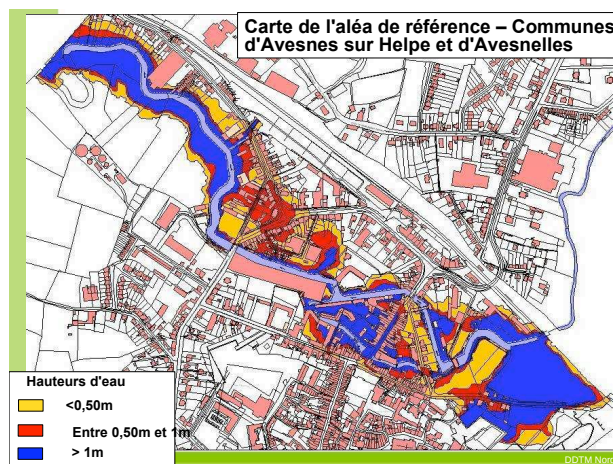 Carte de l'aléa de référence – Communes
d'Avesnes sur Helpe et d'Avesnelles
Hauteurs d'eau
<0,50m
Entre 0,50m et 1m
> 1m
DDTM Nord